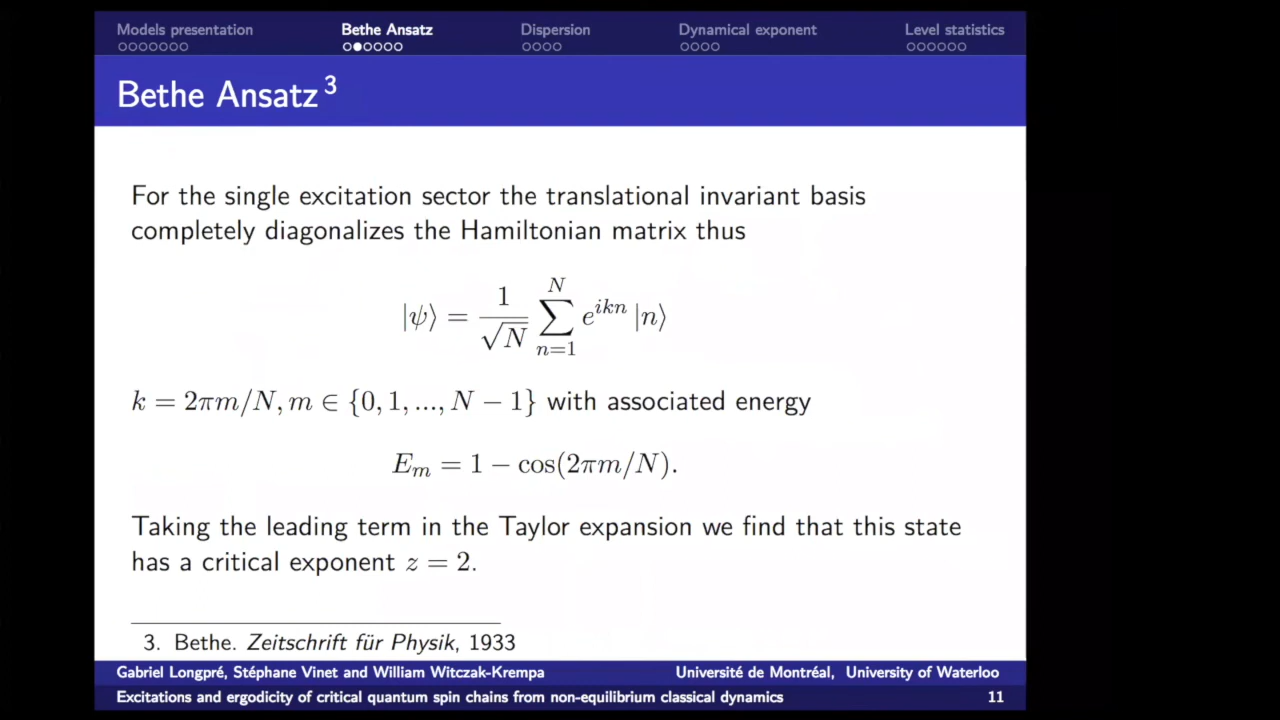 Models presentation Bethe Ansatz Dispersion Dynamical exponent Level statistics
Bethe Ansatz ³
For the single excitation sector the translational invariant basis
completely diagonalizes the Hamiltonian matrix thus
|ψ⟩ = 1/√N ∑_{n=1}^{N} e^{ikn} |n⟩
k = 2πm/N, m ∈ {0, 1, ..., N − 1} with associated energy
E_m = 1 − cos(2πm/N).
Taking the leading term in the Taylor expansion we find that this state
has a critical exponent z = 2.
3. Bethe. Zeitschrift für Physik, 1933
Gabriel Longpré, Stéphane Vinet and William Witczak-Krempa Université de Montréal, University of Waterloo
Excitations and ergodicity of critical quantum spin chains from non-equilibrium classical dynamics 11